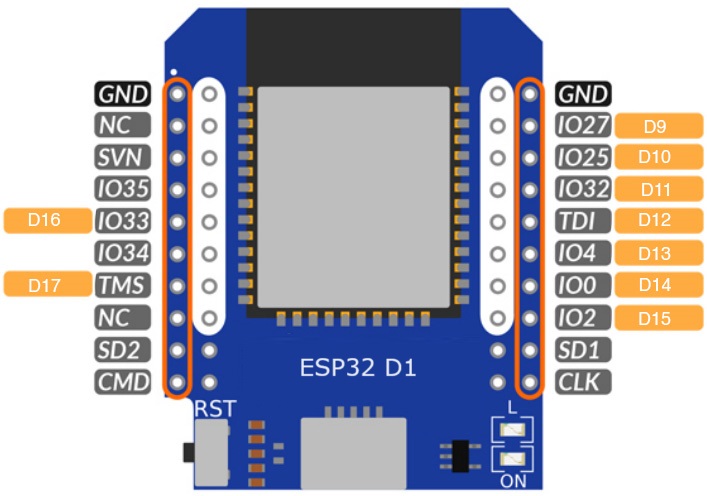 GND
NC
SVN
IO35
D16 IO33
IO34
D17 TMS
NC
SD2
CMD
GND
IO27 D9
IO25 D10
IO32 D11
TDI D12
IO4 D13
IO0 D14
IO2 D15
SD1
CLK
ESP32 D1
RST
L
ON